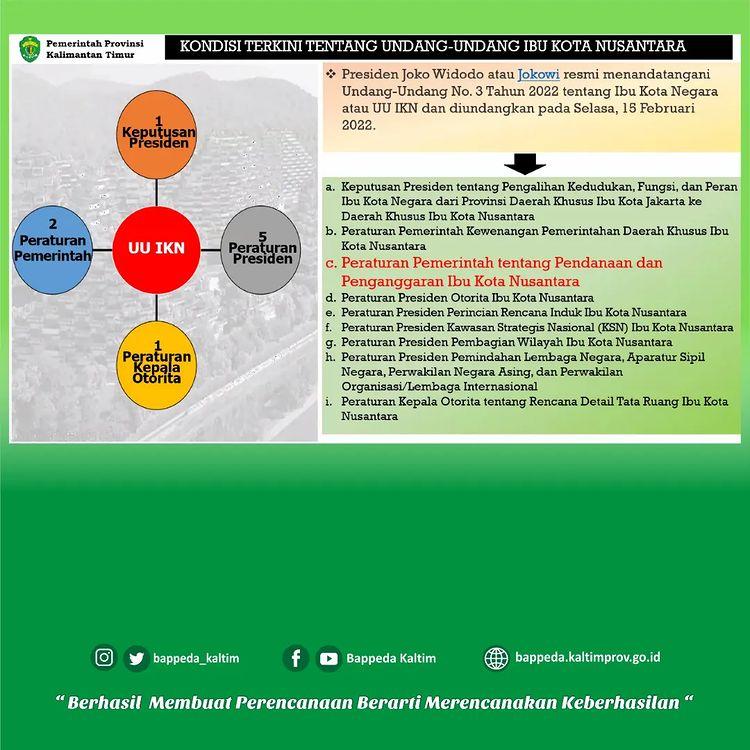 Pemerintah Provinsi
Kalimantan Timur
KONDISI TERKINI TENTANG UNDANG-UNDANG IBU KOTA NUSANTARA
1
Keputusan
Presiden
2
Peraturan
Pemerintah
UU IKN
5
Peraturan
Presiden
1
Peraturan
Kepala
Otorita
❖ Presiden Joko Widodo atau Jokowi resmi menandatangani
Undang-Undang No. 3 Tahun 2022 tentang Ibu Kota Negara
atau UU IKN dan diundangkan pada Selasa, 15 Februari
2022.
a. Keputusan Presiden tentang Pengalihan Kedudukan, Fungsi, dan Peran
Ibu Kota Negara dari Provinsi Daerah Khusus Ibu Kota Jakarta ke
Daerah Khusus Ibu Kota Nusantara
b. Peraturan Pemerintah Kewenangan Pemerintahan Daerah Khusus Ibu
Kota Nusantara
c. Peraturan Pemerintah tentang Pendanaan dan
Penganggaran Ibu Kota Nusantara
d. Peraturan Presiden Otorita Ibu Kota Nusantara
e. Peraturan Presiden Perincian Rencana Induk Ibu Kota Nusantara
f. Peraturan Presiden Kawasan Strategis Nasional (KSN) Ibu Kota Nusantara
g. Peraturan Presiden Pembagian Wilayah Ibu Kota Nusantara
h. Peraturan Presiden Pemindahan Lembaga Negara, Aparatur Sipil
Negara, Perwakilan Negara Asing, dan Perwakilan
Organisasi/Lembaga Internasional
i. Peraturan Kepala Otorita tentang Rencana Detail Tata Ruang Ibu Kota
Nusantara
bappeda_kaltim
Bappeda Kaltim
bappeda.kaltimprov.go.id
“ Berhasil Membuat Perencanaan Berarti Merencanakan Keberhasilan “